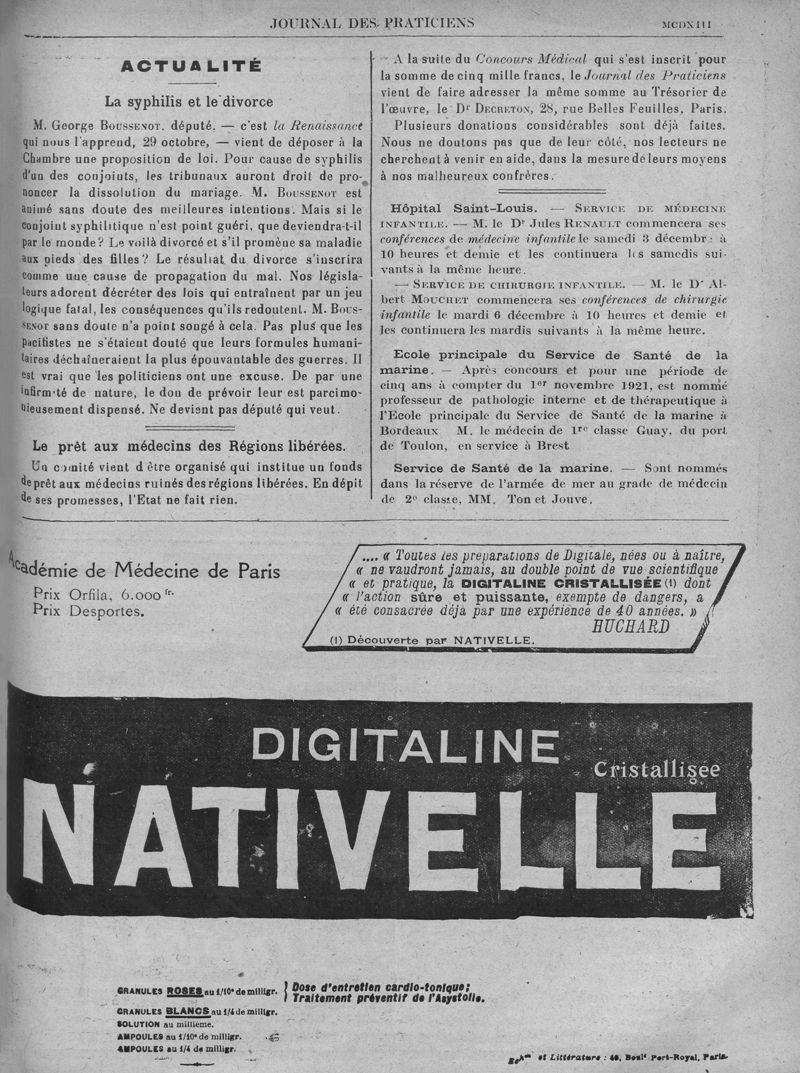 JOURNAL DES PRATICIENS
MCDXIII
ACTUALITÉ
La syphilis et le divorce
M. George BOUSSENOT, député, — c'est la Renaissance
qui nous l'apprend, 29 octobre, — vient de déposer à la
Chambre une proposition de loi. Pour cause de syphilis
d'un des conjoints, les tribunaux auront droit de pro-
noncer la dissolution du mariage. M. BOUSSENOT est
animé sans doute des meilleures intentions. Mais si le
conjoint syphilitique n'est point guéri, que deviendra-t-il
par le monde? Le voilà divorcé et s'il promène sa maladie
aux pieds des filles? Le résultat du divorce s'inscrira
comme une cause de propagation du mal. Nos législa-
teurs adorent décréter des lois qui entraînent par un jeu
logique fatal, les conséquences qu'ils redoutent. M. BOUS-
SENOT sans doute n'a point songé à cela. Pas plus que les
pacifistes ne s'étaient douté que leurs formules humani-
taires déchaîneraient la plus épouvantable des guerres. Il
est vrai que les politiciens ont une excuse. De par une
infirmité de nature, le don de prévoir leur est parcimo-
nieusement dispensé. Ne devient pas député qui veut.
Le prêt aux médecins des Régions libérées.
Un comité vient d être organisé qui institue un fonds
de prêt aux médecins ruinés des régions libérées. En dépit
de ses promesses, l'Etat ne fait rien.
A la suite du Concours Médical qui s'est inscrit pour
la somme de cinq mille francs, le Journal des Praticiens
vient de faire adresser la même somme au Trésorier de
l'œuvre, le Dr DECRETON, 28, rue Belles Feuilles, Paris.
Plusieurs donations considérables sont déjà faites.
Nous ne doutons pas que de leur côté, nos lecteurs ne
cherchent à venir en aide, dans la mesure de leurs moyens
à nos malheureux confrères.
Hôpital Saint-Louis. — SERVICE DE MÉDECINE
INFANTILE. — M. le Dr Jules RENAULT commencera ses
conférences de médecine infantile le samedi 3 décembre à
10 heures et demie et les continuera les samedis sui-
vants à la même heure.
— SERVICE DE CHIRURGIE INFANTILE. — M. le Dr Al-
bert MOUCHET commencera ses conférences de chirurgie
infantile le mardi 6 décembre à 10 heures et demie et
les continuera les mardis suivants à la même heure.
Ecole principale du Service de Santé de la
marine. — Après concours et pour une période de
cinq ans à compter du 1er novembre 1921, est nommé
professeur de pathologie interne et de thérapeutique à
l'Ecole principale du Service de Santé de la marine à
Bordeaux M. le médecin de 1re classe Guay, du port
de Toulon, en service à Brest
Service de Santé de la marine. — Sont nommés
dans la réserve de l'armée de mer au grade de médecin
de 2e classe, MM. Ton et Jouve.
Académie de Médecine de Paris
Prix Orfila, 6.000 fr.
Prix Desportes.
.... « Toutes les préparations de Digitale, nées ou à naître,
« ne vaudront jamais, au double point de vue scientifique
« et pratique, la DIGITALINE CRISTALLISÉE (1) dont
« l'action sûre et puissante, exempte de dangers, a
« été consacrée déjà par une expérience de 40 années. »
HUCHARD
(1) Découverte par NATIVELLE.
DIGITALINE
Cristallisée
NATIVELLE
GRANULES ROSES au 1/10e de milligr. } Dose d'entretien cardio-tonique;
Traitement préventif de l'Asystolie.
GRANULES BLANCS au 1/4 de milligr.
SOLUTION au millième.
AMPOULES au 1/10e de milligr.
AMPOULES au 1/4 de milligr.
Échons et Littérature : 49, Bould Port-Royal, Paris.